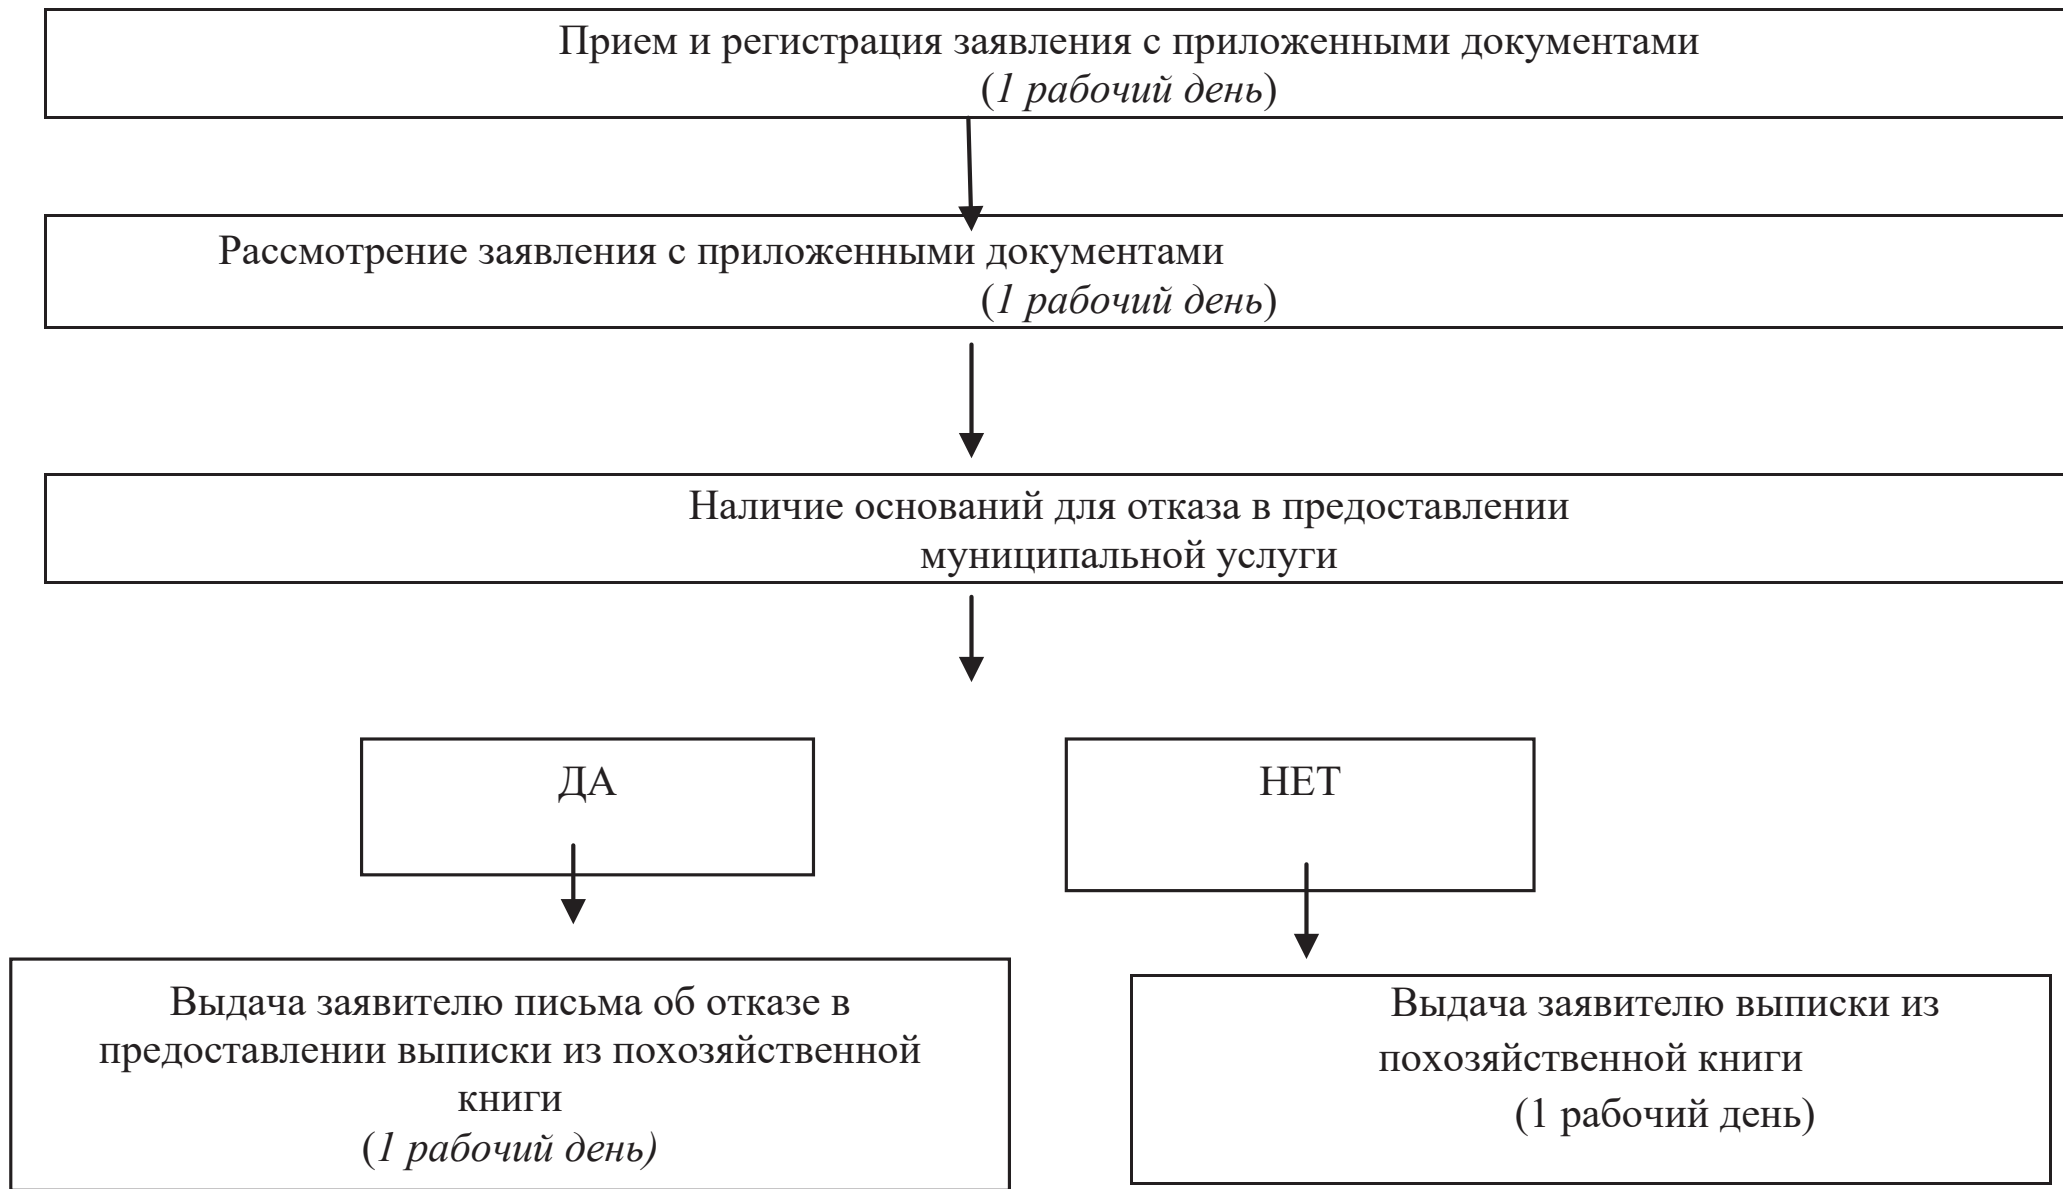 Прием и регистрация заявления с приложенными документами
(1 рабочий день)
Рассмотрение заявления с приложенными документами
(1 рабочий день)
Наличие оснований для отказа в предоставлении
муниципальной услуги
ДА
НЕТ
Выдача заявителю письма об отказе в
предоставлении выписки из похозяйственной
книги
(1 рабочий день)
Выдача заявителю выписки из
похозяйственной книги
(1 рабочий день)